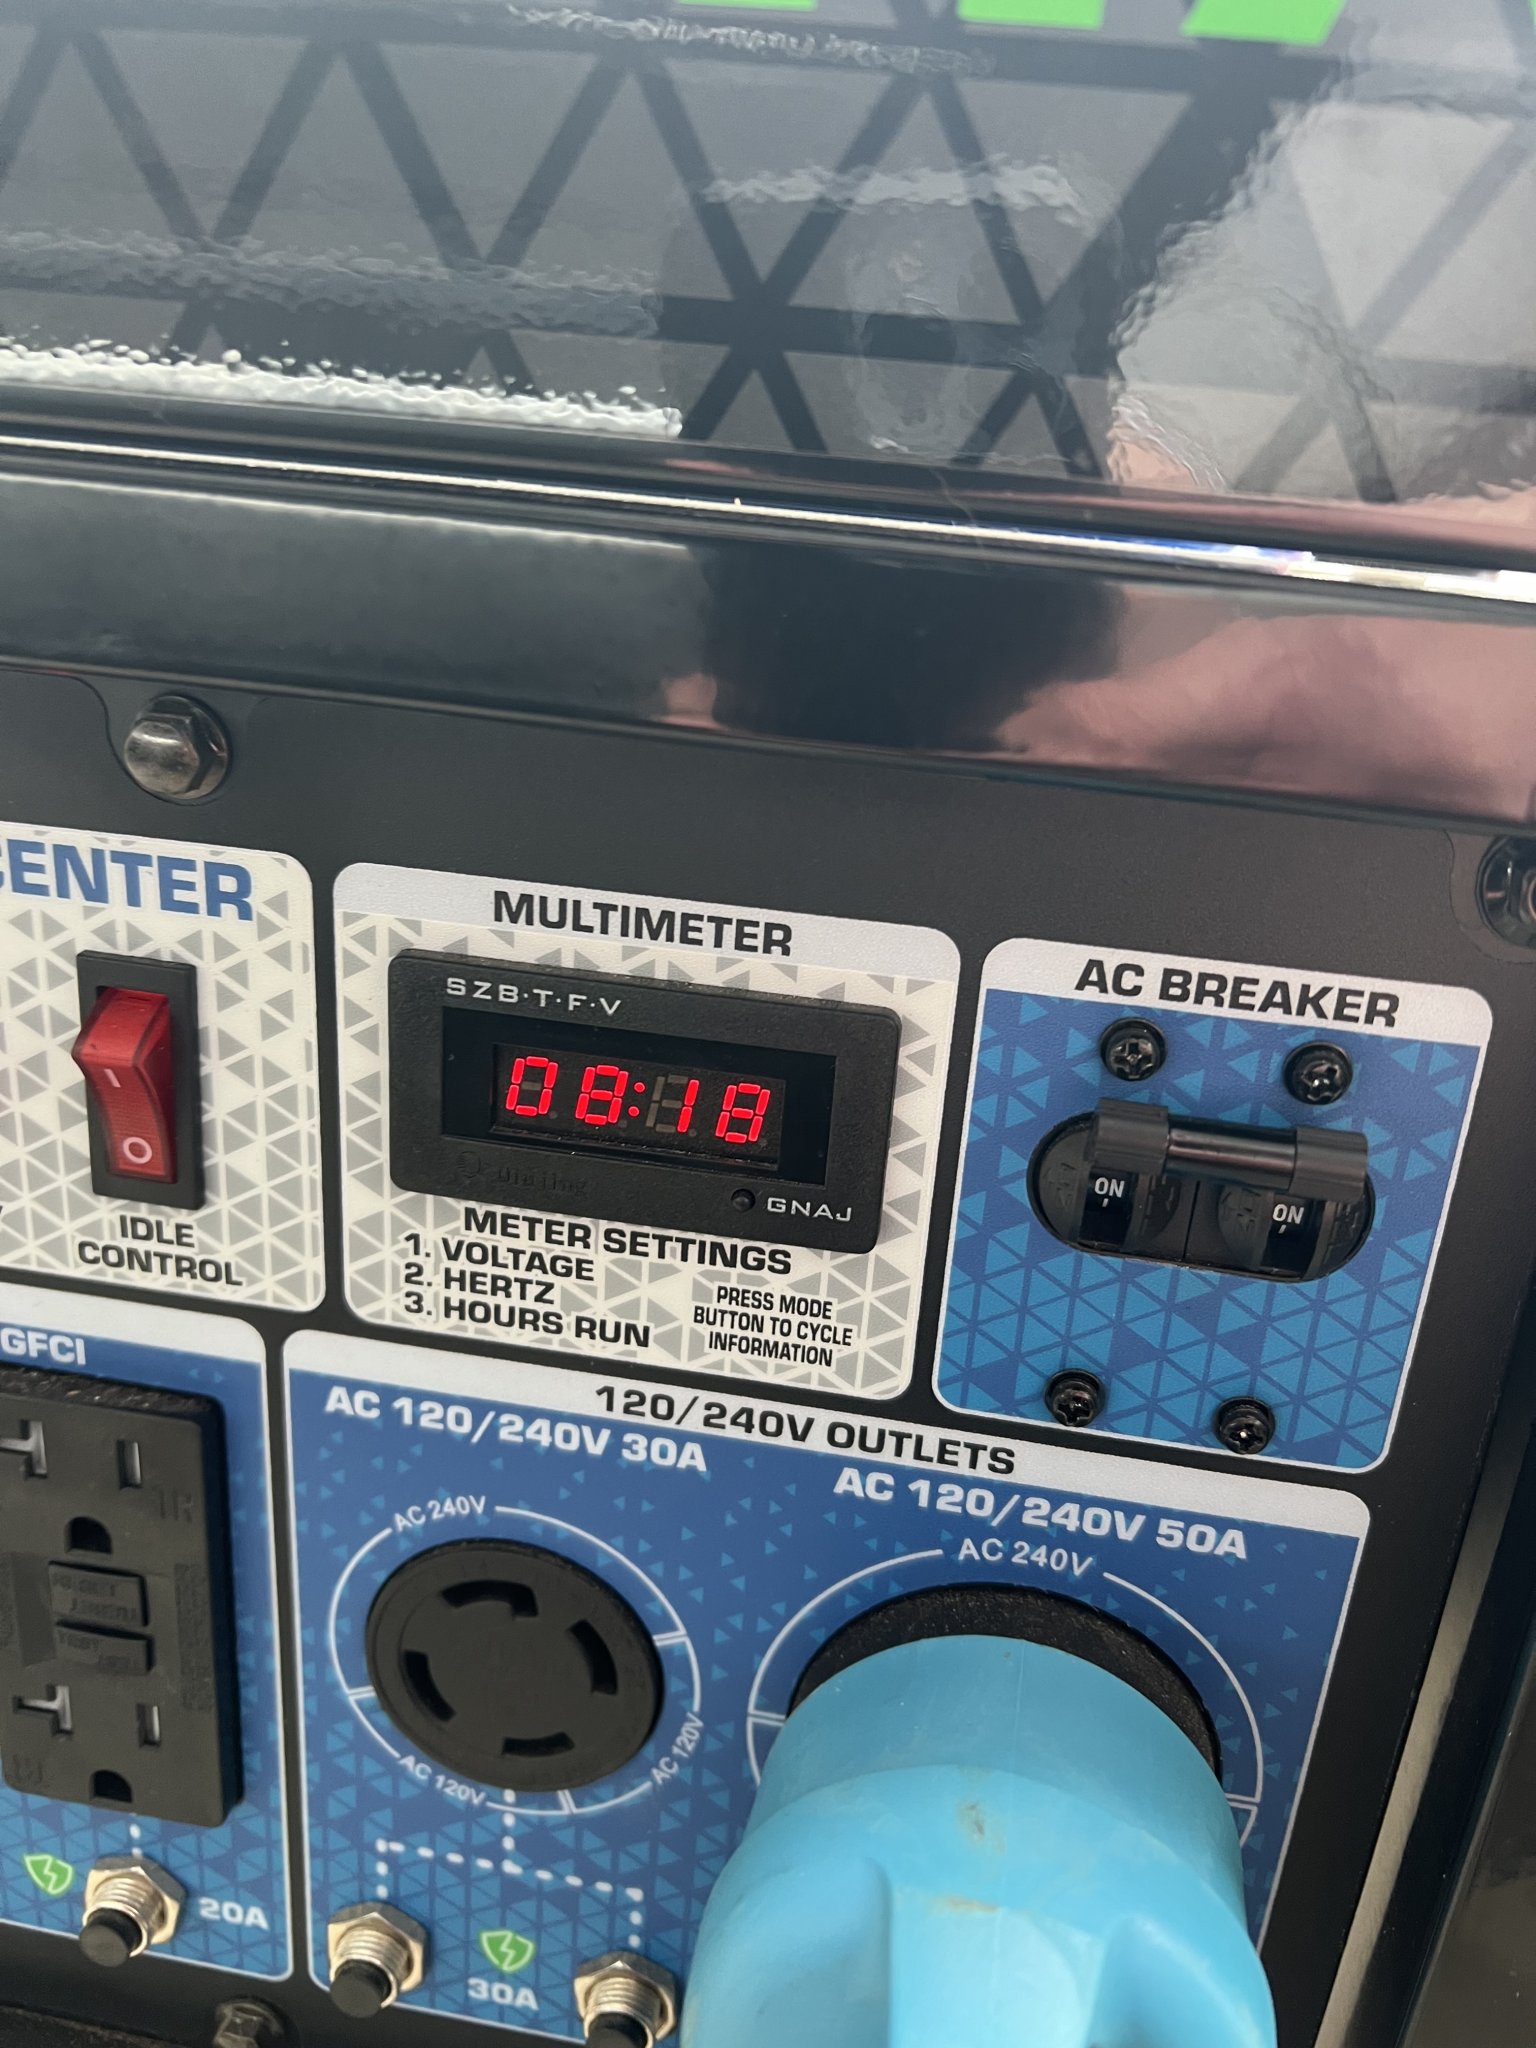 CENTER
MULTIMETER
AC BREAKER
SZB·T·F·V
08:18
GNAJ
I
O
ON
ON
IDLE
CONTROL
METER SETTINGS
1. VOLTAGE
2. HERTZ
3. HOURS RUN
PRESS MODE
BUTTON TO CYCLE
INFORMATION
GFCI
120/240V OUTLETS
AC 120/240V 30A
AC 120/240V 50A
AC 240V
AC 240V
TEST
AC 120V
AC 120V
20A
30A